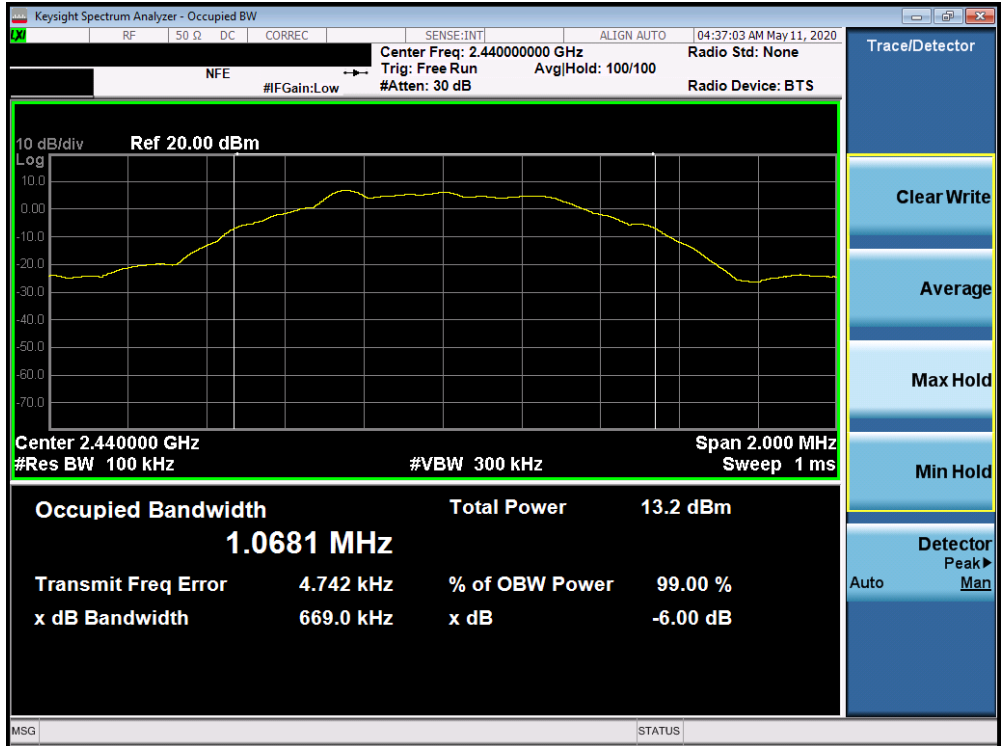 Keysight Spectrum Analyzer - Occupied BW
LXI RF 50 Ω DC CORREC SENSE:INT ALIGN AUTO 04:37:03 AM May 11, 2020
Center Freq: 2.440000000 GHz Radio Std: None
NFE Trig: Free Run Avg|Hold: 100/100
#IFGain:Low #Atten: 30 dB Radio Device: BTS
10 dB/div Ref 20.00 dBm
Log
10.0
0.00
-10.0
-20.0
-30.0
-40.0
-50.0
-60.0
-70.0
Center 2.440000 GHz Span 2.000 MHz
#Res BW 100 kHz #VBW 300 kHz Sweep 1 ms
Occupied Bandwidth Total Power 13.2 dBm
1.0681 MHz
Transmit Freq Error 4.742 kHz % of OBW Power 99.00 %
x dB Bandwidth 669.0 kHz x dB -6.00 dB
MSG STATUS
Trace/Detector
Clear Write
Average
Max Hold
Min Hold
Detector
Peak▶
Auto Man